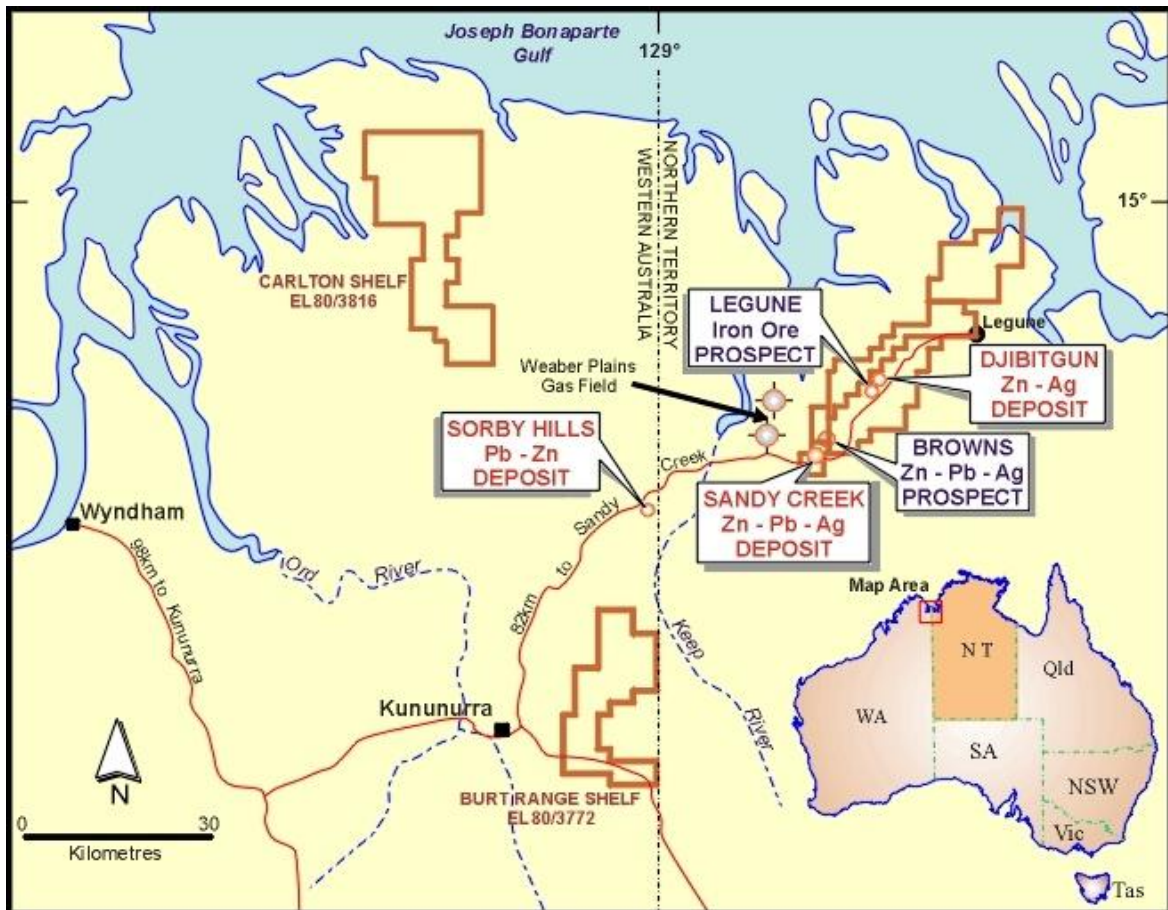 Joseph Bonaparte
Gulf
129°
15°
NORTHERN TERRITORY
WESTERN AUSTRALIA
CARLTON SHELF
EL80/3816
LEGUNE
Iron Ore
PROSPECT
Legune
Weaber Plains
Gas Field
DJIBITGUN
Zn - Ag
DEPOSIT
SORBY HILLS
Pb - Zn
DEPOSIT
BROWNS
Zn - Pb - Ag
PROSPECT
SANDY CREEK
Zn - Pb - Ag
DEPOSIT
82km to Sandy Creek
Wyndham
98km to Kununurra
Ord River
Keep River
Kununurra
BURT RANGE SHELF
EL80/3772
N
0 30
Kilometres
Map Area
WA
NT
Qld
SA
NSW
Vic
Tas